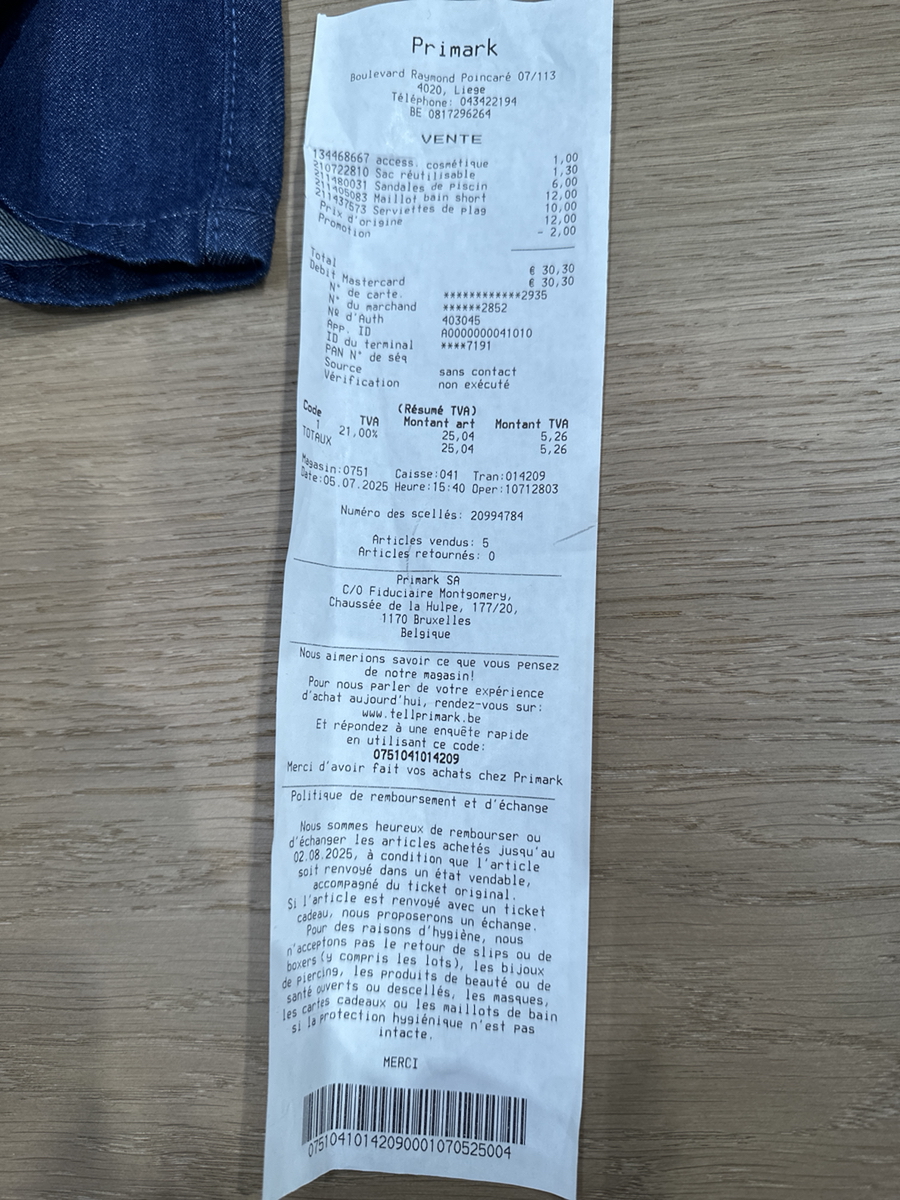 Primark
Boulevard Raymond Poincaré 07/113
4020, Liege
Téléphone: 043422194
BE 0817296264
VENTE
134468667 access. cosmétique 1,00
210722810 Sac réutilisable 1,30
211480031 Sandales de piscin 6,00
211405083 Maillot bain short 12,00
211437573 Serviettes de plag 10,00
Prix d'origine 12,00
Promotion - 2,00
Total € 30,30
Debit Mastercard € 30,30
N° de carte. ************2935
N° du marchand ******2852
Nº d'Auth 403045
App. ID A0000000041010
ID du terminal ****7191
PAN N° de séq
Source sans contact
Vérification non exécuté
(Résumé TVA)
Code TVA Montant art Montant TVA
1 21,00% 25,04 5,26
TOTAUX 25,04 5,26
Magasin:0751 Caisse:041 Tran:014209
Date:05.07.2025 Heure:15:40 Oper:10712803
Numéro des scellés: 20994784
Articles vendus: 5
Articles retournés: 0
Primark SA
C/O Fiduciaire Montgomery,
Chaussée de la Hulpe, 177/20,
1170 Bruxelles
Belgique
Nous aimerions savoir ce que vous pensez
de notre magasin!
Pour nous parler de votre expérience
d'achat aujourd'hui, rendez-vous sur:
www.tellprimark.be
Et répondez à une enquête rapide
en utilisant ce code:
0751041014209
Merci d'avoir fait vos achats chez Primark
Politique de remboursement et d'échange
Nous sommes heureux de rembourser ou
d'échanger les articles achetés jusqu'au
02.08.2025, à condition que l'article
soit renvoyé dans un état vendable,
accompagné du ticket original.
Si l'article est renvoyé avec un ticket
cadeau, nous proposerons un échange.
Pour des raisons d'hygiène, nous
n'acceptons pas le retour de slips ou de
boxers (y compris les lots), les bijoux
de piercing, les produits de beauté ou de
santé ouverts ou descellés, les masques,
les cartes cadeaux ou les maillots de bain
si la protection hygiénique n'est pas
intacte.
MERCI
07510410142090001070525004